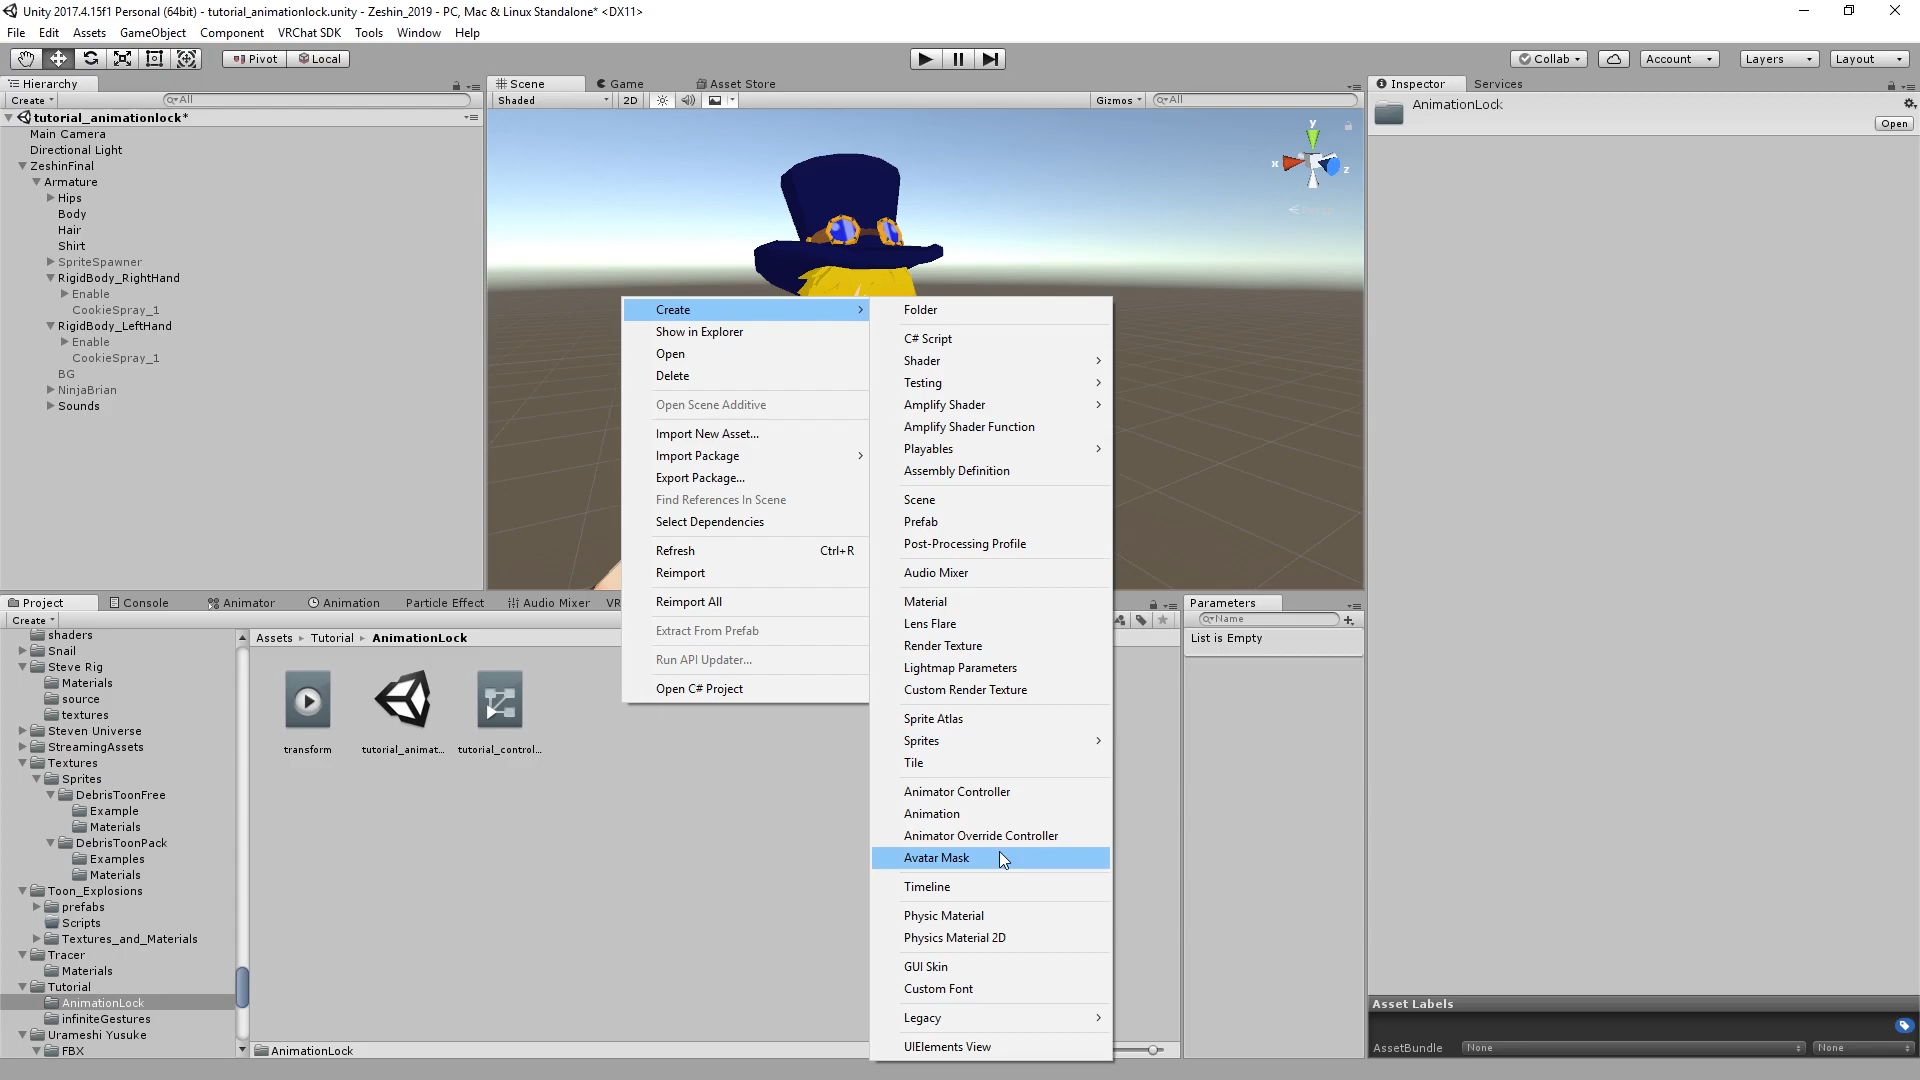 Unity 2017.4.15f1 Personal (64bit) - tutorial_animationlock.unity - Zeshin_2019 - PC, Mac & Linux Standalone* <DX11>
File Edit Assets GameObject Component VRChat SDK Tools Window Help
Pivot Local Collab Account Layers Layout
Hierarchy
Create All
tutorial_animationlock*
Main Camera
Directional Light
ZeshinFinal
Armature
Hips
Body
Hair
Shirt
SpriteSpawner
RigidBody_RightHand
Enable
CookieSpray_1
RigidBody_LeftHand
Enable
CookieSpray_1
BG
NinjaBrian
Sounds
Scene Game Asset Store
Shaded 2D Gizmos All
y
x
z
Inspector Services
AnimationLock
Open
Create
Show in Explorer
Open
Delete
Open Scene Additive
Import New Asset...
Import Package
Export Package...
Find References In Scene
Select Dependencies
Refresh Ctrl+R
Reimport
Reimport All
Extract From Prefab
Run API Updater...
Open C# Project
Folder
C# Script
Shader
Testing
Amplify Shader
Amplify Shader Function
Playables
Assembly Definition
Scene
Prefab
Post-Processing Profile
Audio Mixer
Material
Lens Flare
Render Texture
Lightmap Parameters
Custom Render Texture
Sprite Atlas
Sprites
Tile
Animator Controller
Animation
Animator Override Controller
Avatar Mask
Timeline
Physic Material
Physics Material 2D
GUI Skin
Custom Font
Legacy
UIElements View
Project Console Animator Animation Particle Effect Audio Mixer VR
Create
shaders
Snail
Steve Rig
Materials
source
textures
Steven Universe
StreamingAssets
Textures
Sprites
DebrisToonFree
Example
Materials
DebrisToonPack
Examples
Materials
Toon_Explosions
prefabs
Scripts
Textures_and_Materials
Tracer
Materials
Tutorial
AnimationLock
infiniteGestures
Urameshi Yusuke
FBX
Assets Tutorial AnimationLock
transform tutorial_animat... tutorial_control...
AnimationLock
Parameters
Name
List is Empty
Asset Labels
AssetBundle None None